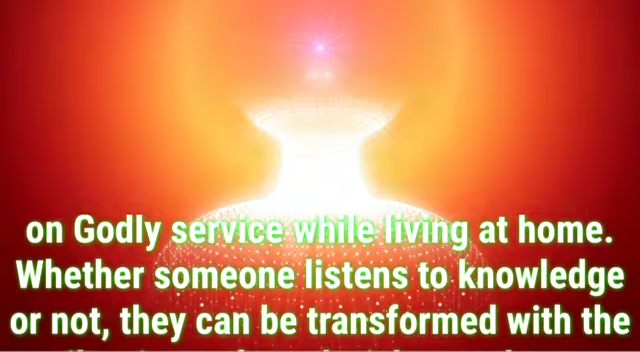 on Godly service while living at home.
Whether someone listens to knowledge
or not, they can be transformed with the